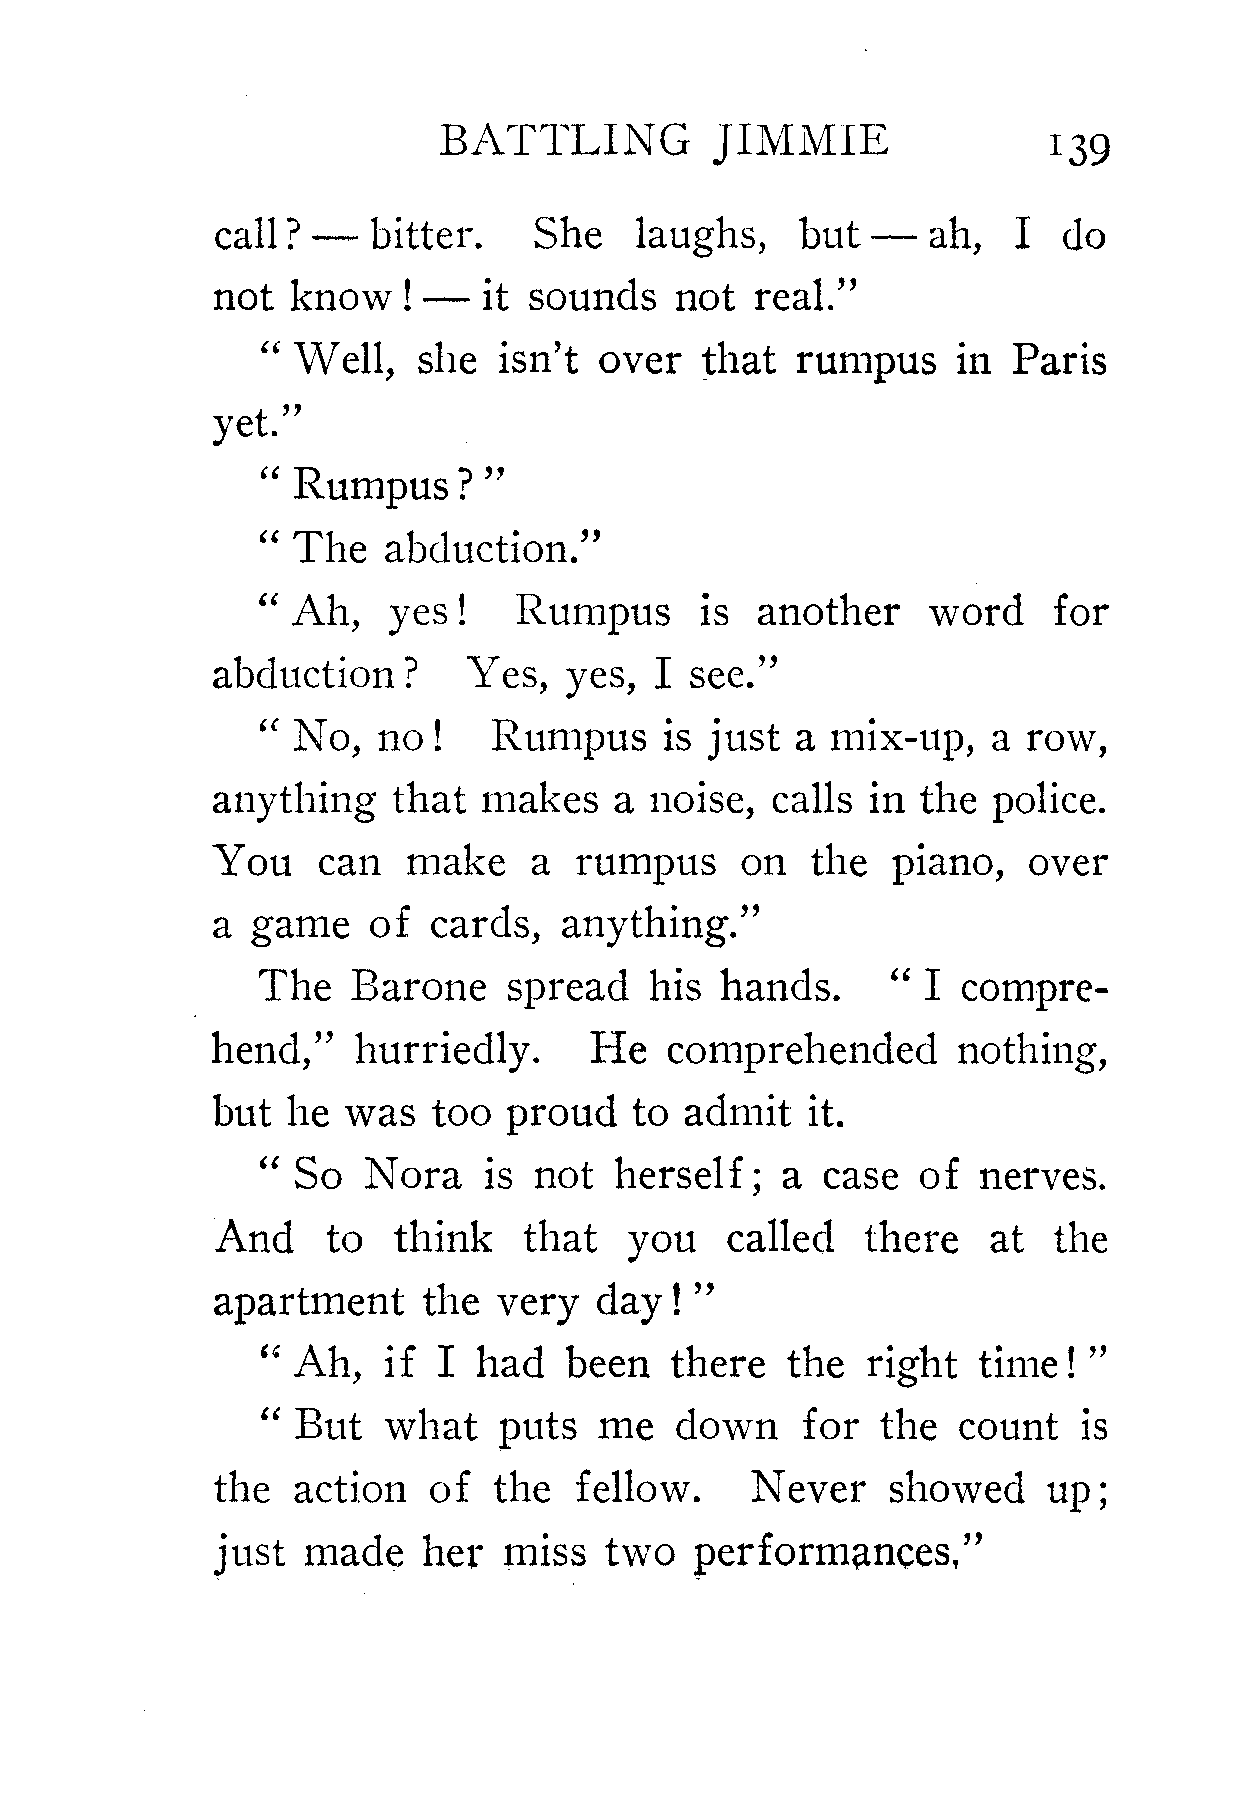 BATTLING JIMMIE 139
call? — bitter. She laughs, but — ah, I do
not know! — it sounds not real."
" Well, she isn't over that rumpus in Paris
yet."
" Rumpus? "
" The abduction."
" Ah, yes! Rumpus is another word for
abduction? Yes, yes, I see."
" No, no! Rumpus is just a mix-up, a row,
anything that makes a noise, calls in the police.
You can make a rumpus on the piano, over
a game of cards, anything."
The Barone spread his hands. " I compre-
hend," hurriedly. He comprehended nothing,
but he was too proud to admit it.
" So Nora is not herself; a case of nerves.
And to think that you called there at the
apartment the very day! "
" Ah, if I had been there the right time! "
" But what puts me down for the count is
the action of the fellow. Never showed up;
just made her miss two performances,"